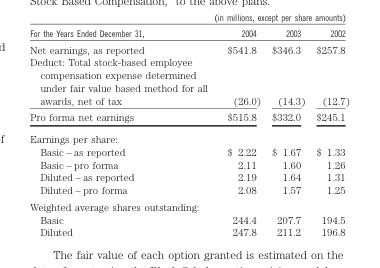 Stock Based Compensation," to the above plans.
(in millions, except per share amounts)
For the Years Ended December 31, 2004 2003 2002
Net earnings, as reported $541.8 $346.3 $257.8
Deduct: Total stock-based employee
compensation expense determined
under fair value based method for all
awards, net of tax (26.0) (14.3) (12.7)
Pro forma net earnings $515.8 $332.0 $245.1
Earnings per share:
Basic – as reported $ 2.22 $ 1.67 $ 1.33
Basic – pro forma 2.11 1.60 1.26
Diluted – as reported 2.19 1.64 1.31
Diluted – pro forma 2.08 1.57 1.25
Weighted average shares outstanding:
Basic 244.4 207.7 194.5
Diluted 247.8 211.2 196.8
The fair value of each option granted is estimated on the